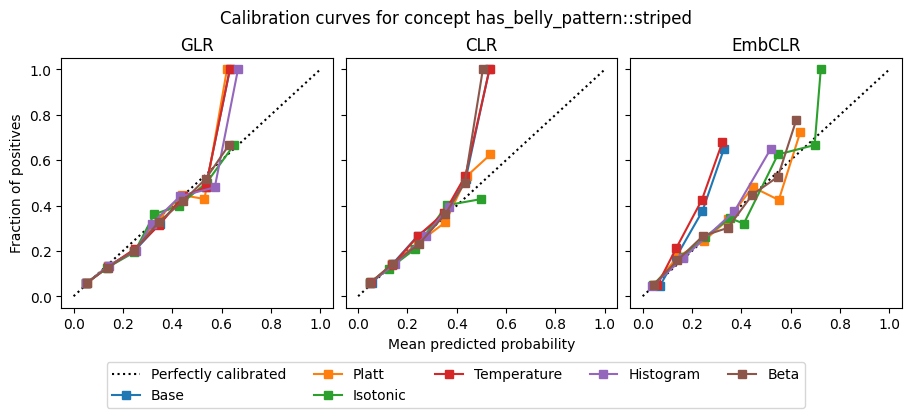 Calibration curves for concept has_belly_pattern::striped
GLR
CLR
EmbCLR
Fraction of positives
1.0
0.8
0.6
0.4
0.2
0.0
0.0 0.2 0.4 0.6 0.8 1.0
0.0 0.2 0.4 0.6 0.8 1.0
0.0 0.2 0.4 0.6 0.8 1.0
Mean predicted probability
Perfectly calibrated
Base
Platt
Isotonic
Temperature
Histogram
Beta